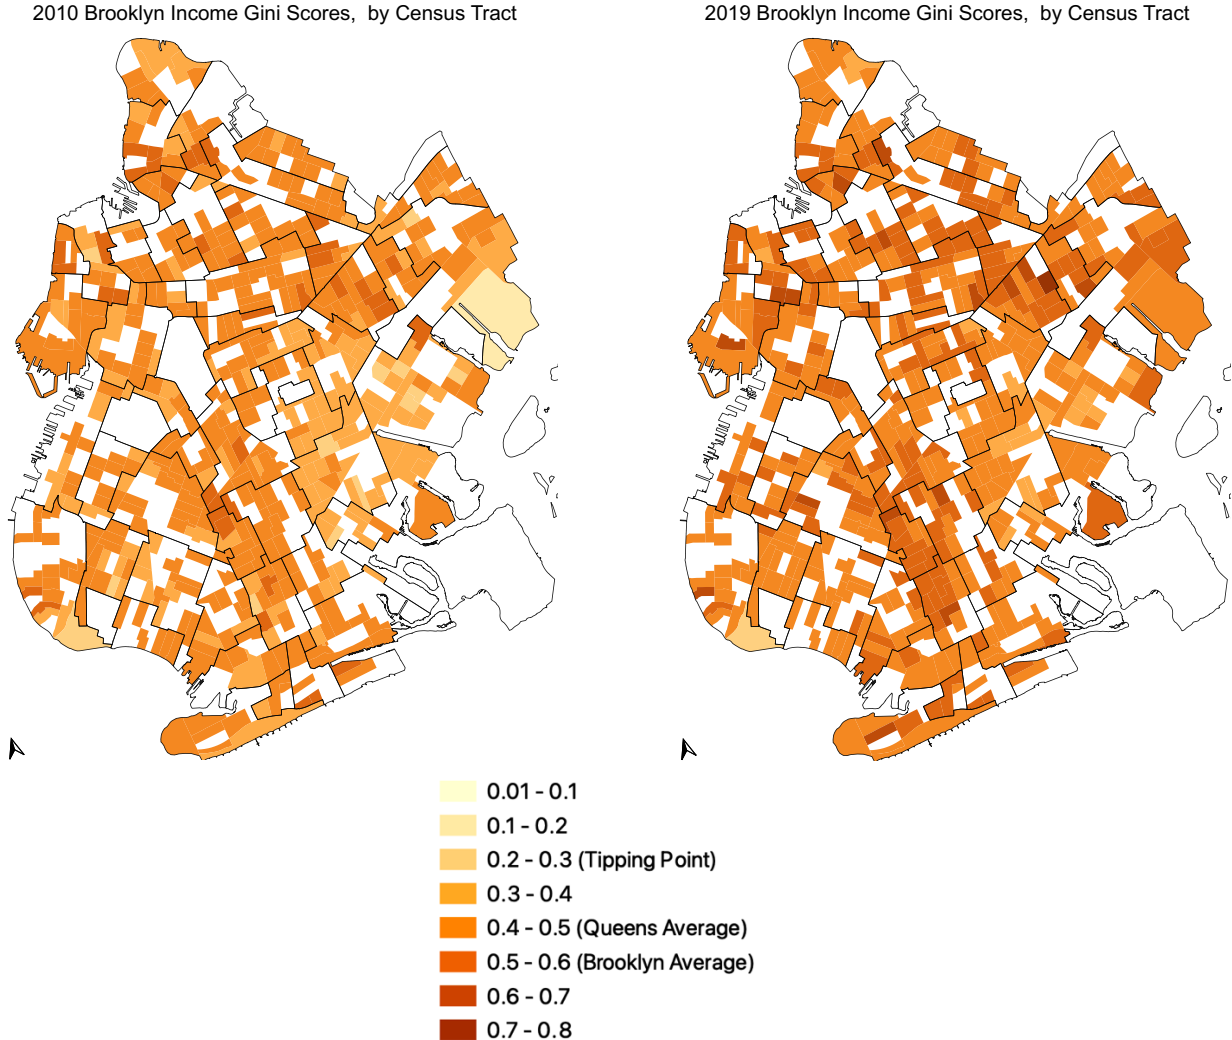 2010 Brooklyn Income Gini Scores, by Census Tract
2019 Brooklyn Income Gini Scores, by Census Tract
0.01 - 0.1
0.1 - 0.2
0.2 - 0.3 (Tipping Point)
0.3 - 0.4
0.4 - 0.5 (Queens Average)
0.5 - 0.6 (Brooklyn Average)
0.6 - 0.7
0.7 - 0.8